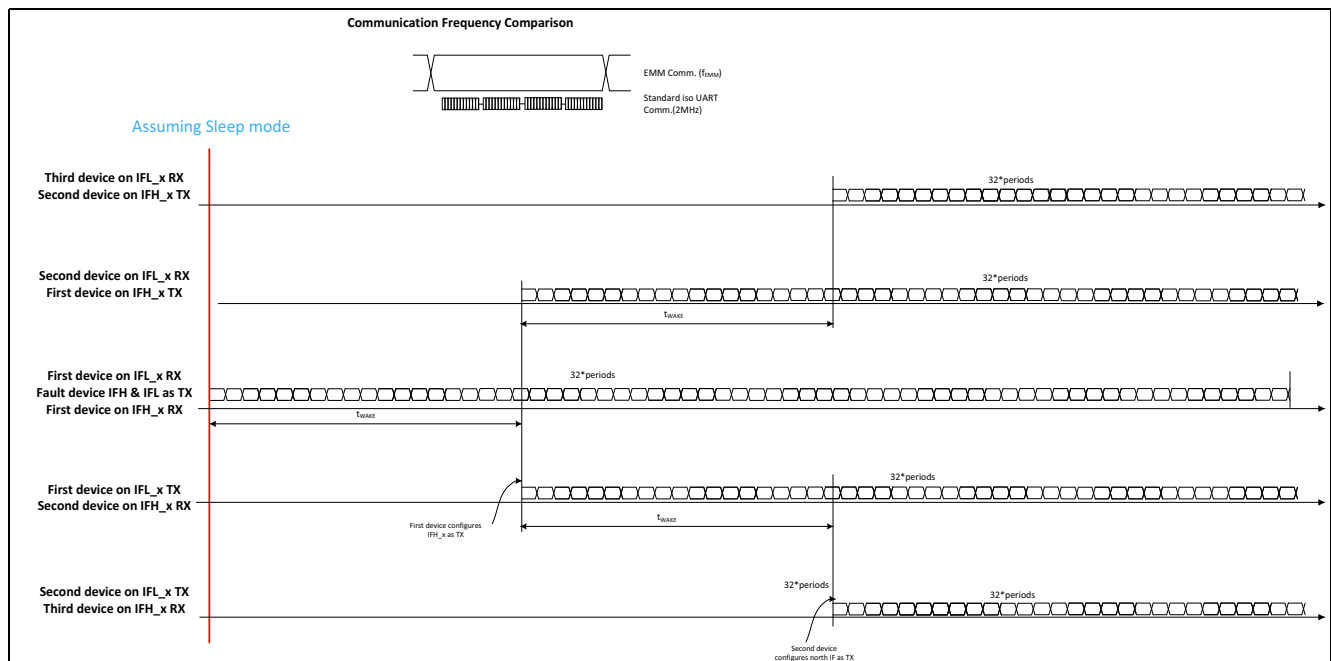 Communication Frequency Comparison
EMM Comm. (fEMM)
Standard iso UART
Comm.(2MHz)
Assuming Sleep mode
Third device on IFL_x RX
Second device on IFH_x TX
32*periods
Second device on IFL_x RX
First device on IFH_x TX
32*periods
tWAKE
First device on IFL_x RX
Fault device IFH & IFL as TX
First device on IFH_x RX
32*periods
tWAKE
First device on IFL_x TX
Second device on IFH_x RX
32*periods
First device configures
IFH_x as TX
tWAKE
Second device on IFL_x TX
Third device on IFH_x RX
32*periods
32*periods
Second device
configures north IF as TX